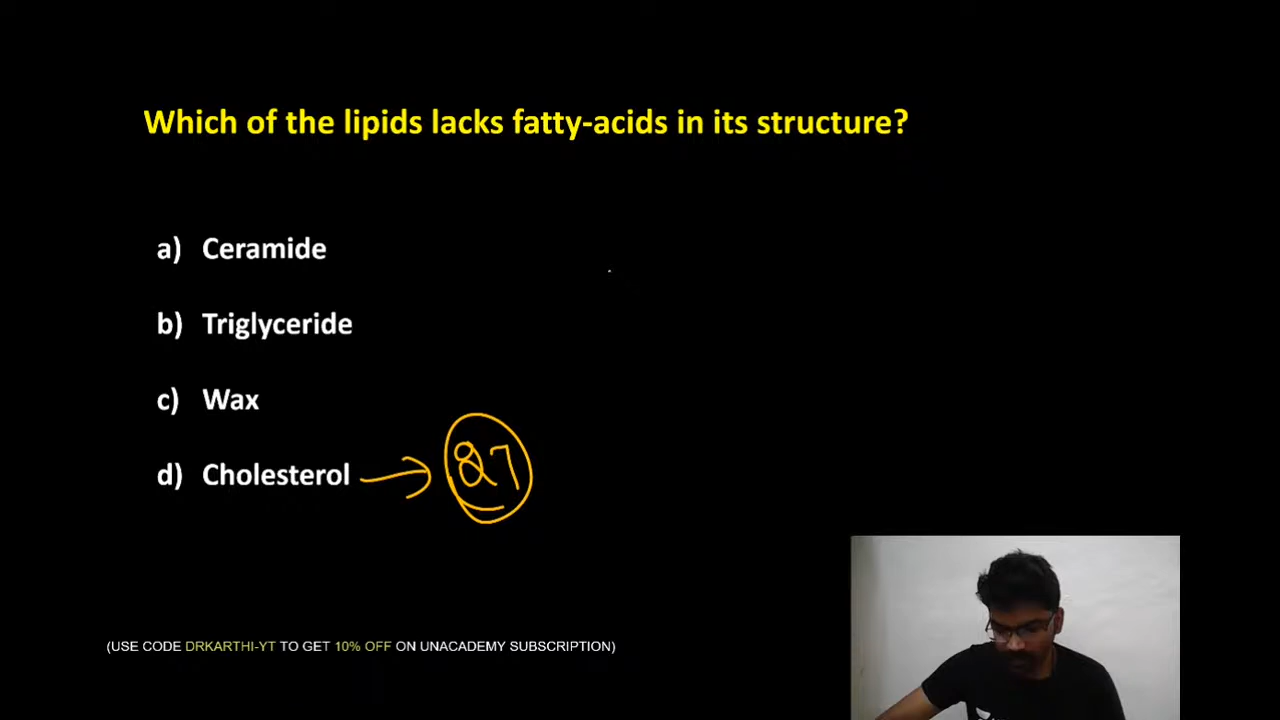 Which of the lipids lacks fatty-acids in its structure?
a) Ceramide
b) Triglyceride
c) Wax
d) Cholesterol → 27
(USE CODE DRKARTHI-YT TO GET 10% OFF ON UNACADEMY SUBSCRIPTION)